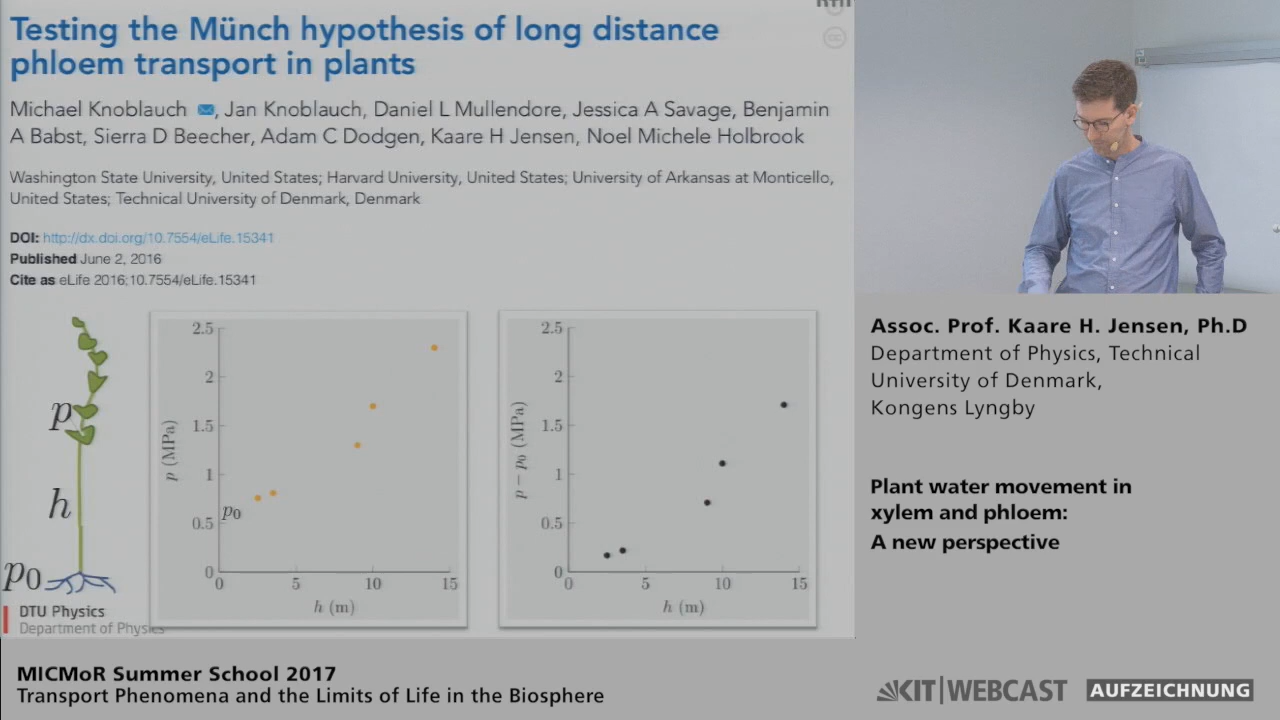 Testing the Münch hypothesis of long distance
phloem transport in plants
Michael Knoblauch , Jan Knoblauch, Daniel L Mullendore, Jessica A Savage, Benjamin
A Babst, Sierra D Beecher, Adam C Dodgen, Kaare H Jensen, Noel Michele Holbrook
Washington State University, United States; Harvard University, United States; University of Arkansas at Monticello,
United States; Technical University of Denmark, Denmark
DOI: http://dx.doi.org/10.7554/eLife.15341
Published June 2, 2016
Cite as eLife 2016;10.7554/eLife.15341
p
h
p0
2.5
2
1.5
1
0.5
0
p (MPa)
p0
0 5 10 15
h (m)
2.5
2
1.5
1
0.5
0
p − p0 (MPa)
0 5 10 15
h (m)
DTU Physics
Department of Physics
cc
Assoc. Prof. Kaare H. Jensen, Ph.D
Department of Physics, Technical
University of Denmark,
Kongens Lyngby
Plant water movement in
xylem and phloem:
A new perspective
MICMoR Summer School 2017
Transport Phenomena and the Limits of Life in the Biosphere
KIT|WEBCAST
AUFZEICHNUNG